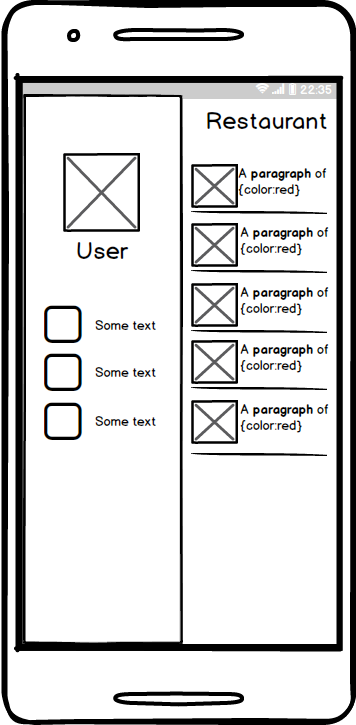 22:35
Restaurant
User
Some text
Some text
Some text
A paragraph of
{color:red}
A paragraph of
{color:red}
A paragraph of
{color:red}
A paragraph of
{color:red}
A paragraph of
{color:red}